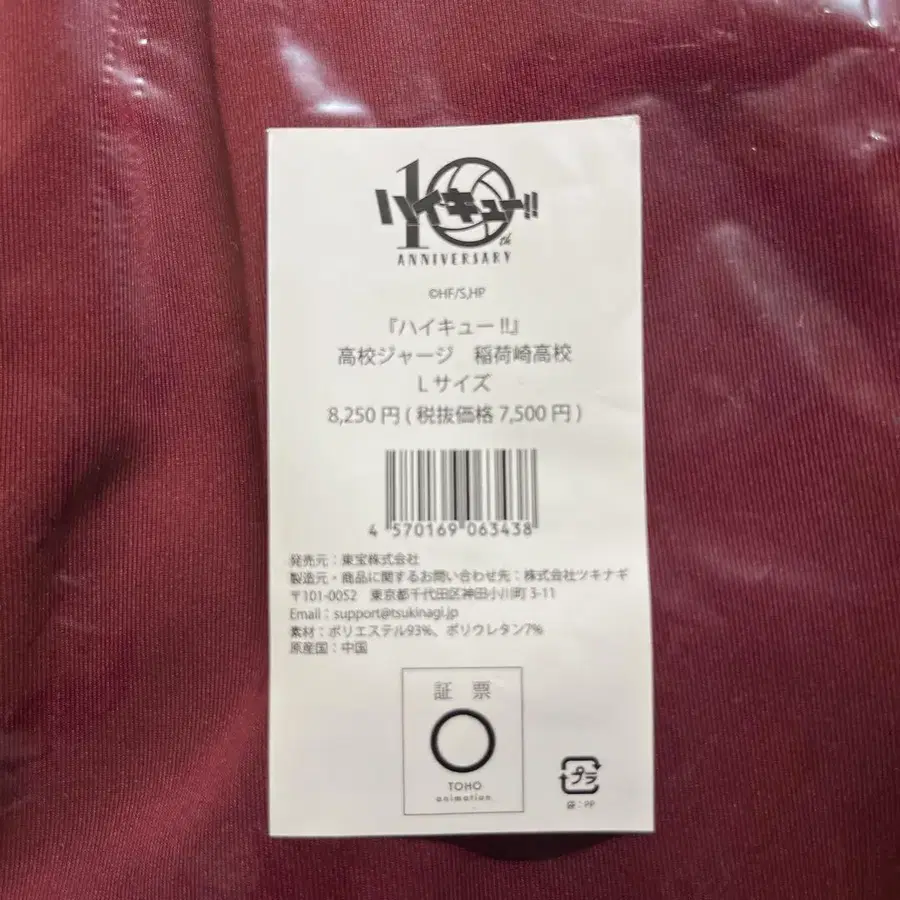 10th
ハイキュー!!
ANNIVERSARY
©HF/S,HP
『ハイキュー!!』
高校ジャージ　稲荷崎高校
Lサイズ
8,250円(税抜価格7,500円)
4 570169 063438
発売元：東宝株式会社
製造元・商品に関するお問い合わせ先：株式会社ツキナギ
〒101-0052　東京都千代田区神田小川町3-11
Email：support@tsukinagi.jp
素材：ポリエステル93%、ポリウレタン7%
原産国：中国
証 票
TOHO
animation
プラ
袋：PP